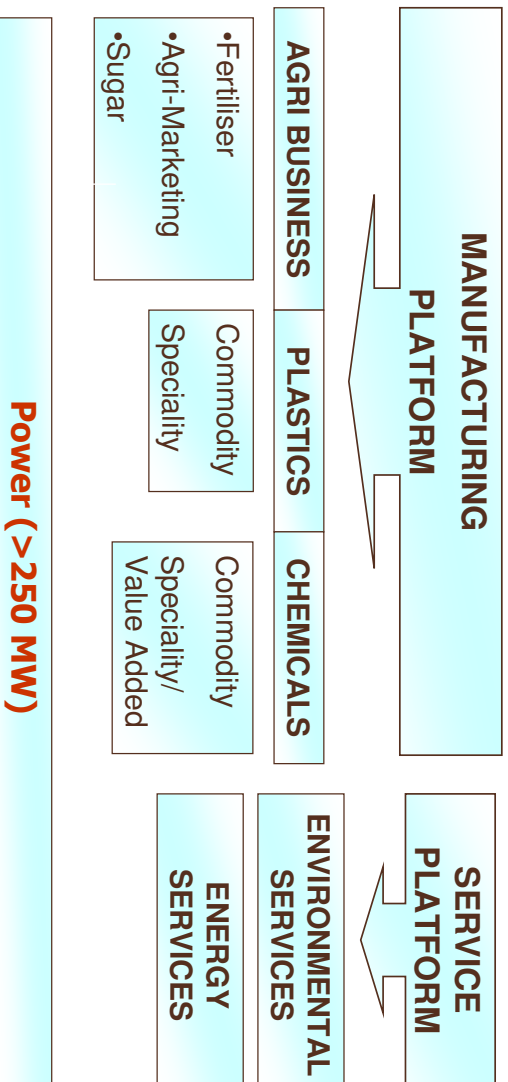 MANUFACTURING
PLATFORM
AGRI BUSINESS
•Fertiliser
•Agri-Marketing
•Sugar
PLASTICS
Commodity
Speciality
CHEMICALS
Commodity
Speciality/
Value Added
SERVICE
PLATFORM
ENVIRONMENTAL
SERVICES
ENERGY
SERVICES
Power (>250 MW)